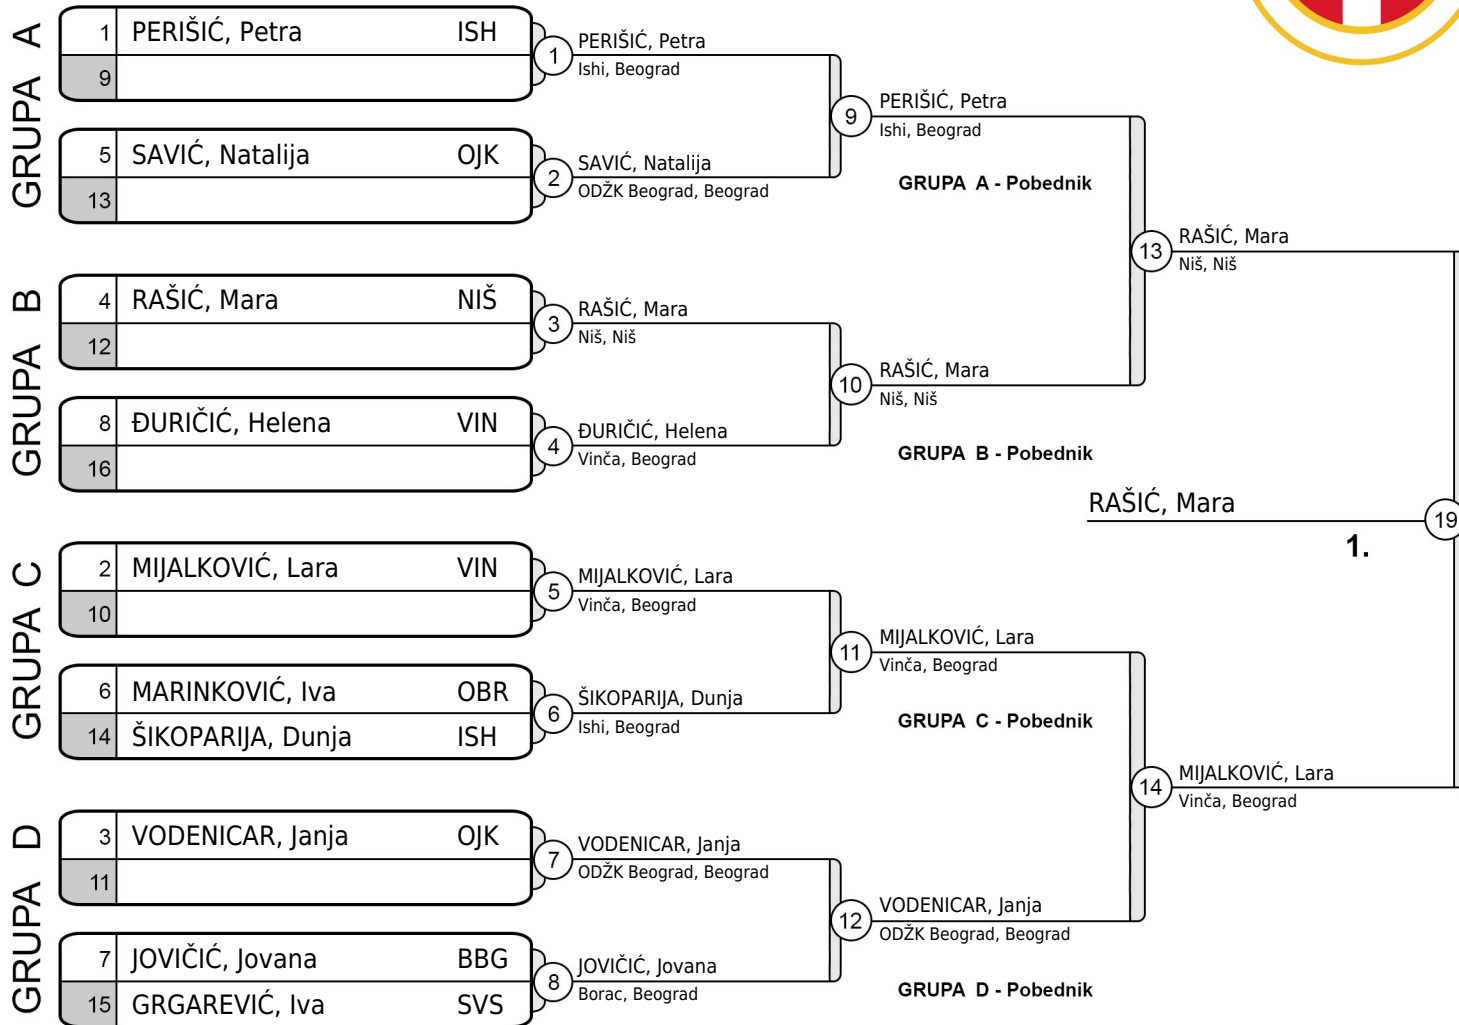 GRUPA A
1 PERIŠIĆ, Petra ISH
9
5 SAVIĆ, Natalija OJK
13
GRUPA B
4 RAŠIĆ, Mara NIŠ
12
8 ĐURIČIĆ, Helena VIN
16
GRUPA C
2 MIJALKOVIĆ, Lara VIN
10
6 MARINKOVIĆ, Iva OBR
14 ŠIKOPARIJA, Dunja ISH
GRUPA D
3 VODENICAR, Janja OJK
11
7 JOVIČIĆ, Jovana BBG
15 GRGAREVIĆ, Iva SVS
1
PERIŠIĆ, Petra
Ishi, Beograd
2
SAVIĆ, Natalija
ODŽK Beograd, Beograd
3
RAŠIĆ, Mara
Niš, Niš
4
ĐURIČIĆ, Helena
Vinča, Beograd
5
MIJALKOVIĆ, Lara
Vinča, Beograd
6
ŠIKOPARIJA, Dunja
Ishi, Beograd
7
VODENICAR, Janja
ODŽK Beograd, Beograd
8
JOVIČIĆ, Jovana
Borac, Beograd
9
PERIŠIĆ, Petra
Ishi, Beograd
GRUPA A - Pobednik
10
RAŠIĆ, Mara
Niš, Niš
GRUPA B - Pobednik
11
MIJALKOVIĆ, Lara
Vinča, Beograd
GRUPA C - Pobednik
12
VODENICAR, Janja
ODŽK Beograd, Beograd
GRUPA D - Pobednik
13
RAŠIĆ, Mara
Niš, Niš
14
MIJALKOVIĆ, Lara
Vinča, Beograd
RAŠIĆ, Mara
19
1.